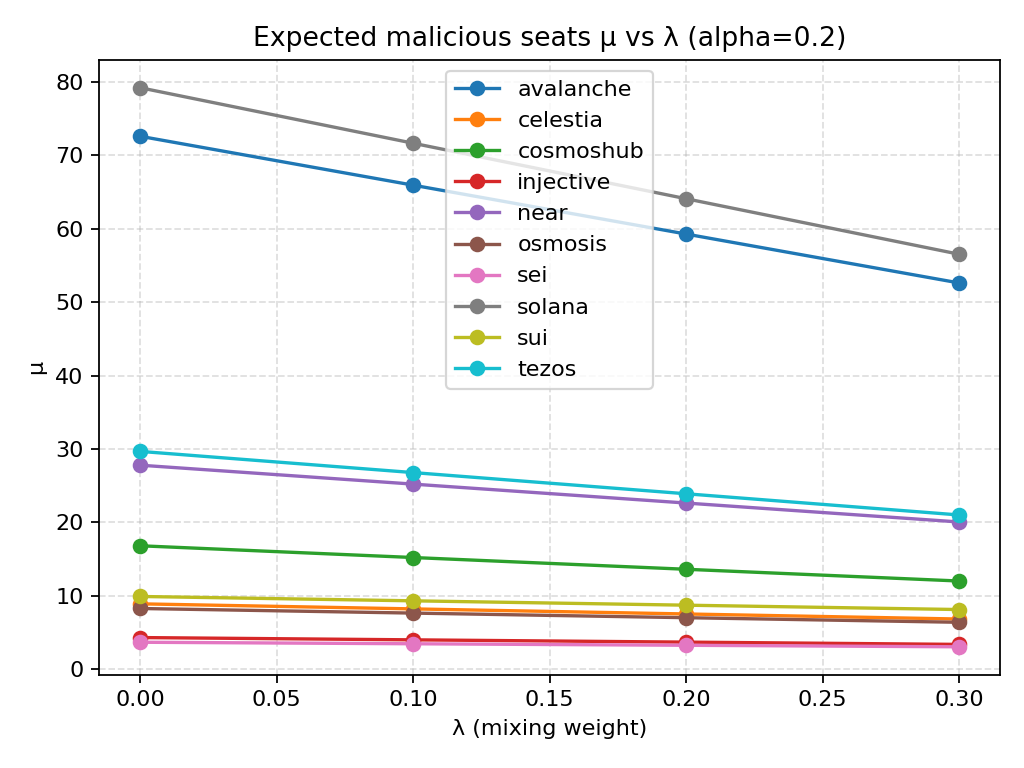 Expected malicious seats μ vs λ (alpha=0.2)
80
70
60
50
40
30
20
10
0
μ
avalanche
celestia
cosmoshub
injective
near
osmosis
sei
solana
sui
tezos
0.00 0.05 0.10 0.15 0.20 0.25 0.30
λ (mixing weight)